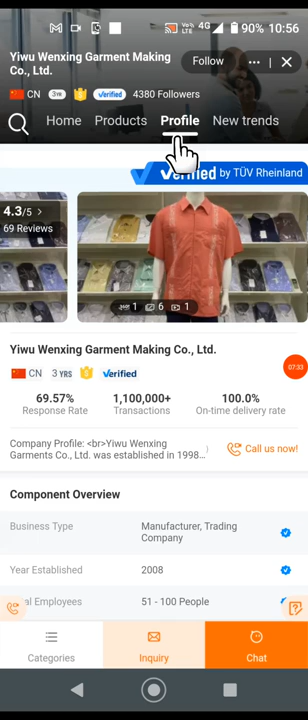 4G 90% 10:56
Yiwu Wenxing Garment Making
Co., Ltd.
Follow
CN 3YR Verified 4380 Followers
Home Products Profile New trends
Verified by TÜV Rheinland
4.3/5 >
69 Reviews
1 6 1
Yiwu Wenxing Garment Making Co., Ltd.
CN 3 YRS Verified
07:33
69.57% 1,100,000+ 100.0%
Response Rate Transactions On-time delivery rate
Company Profile: <br>Yiwu Wenxing
Garments Co., Ltd. was established in 1998...
Call us now!
Component Overview
Business Type Manufacturer, Trading
Company
Year Established 2008
Employees 51 - 100 People
Categories Inquiry Chat